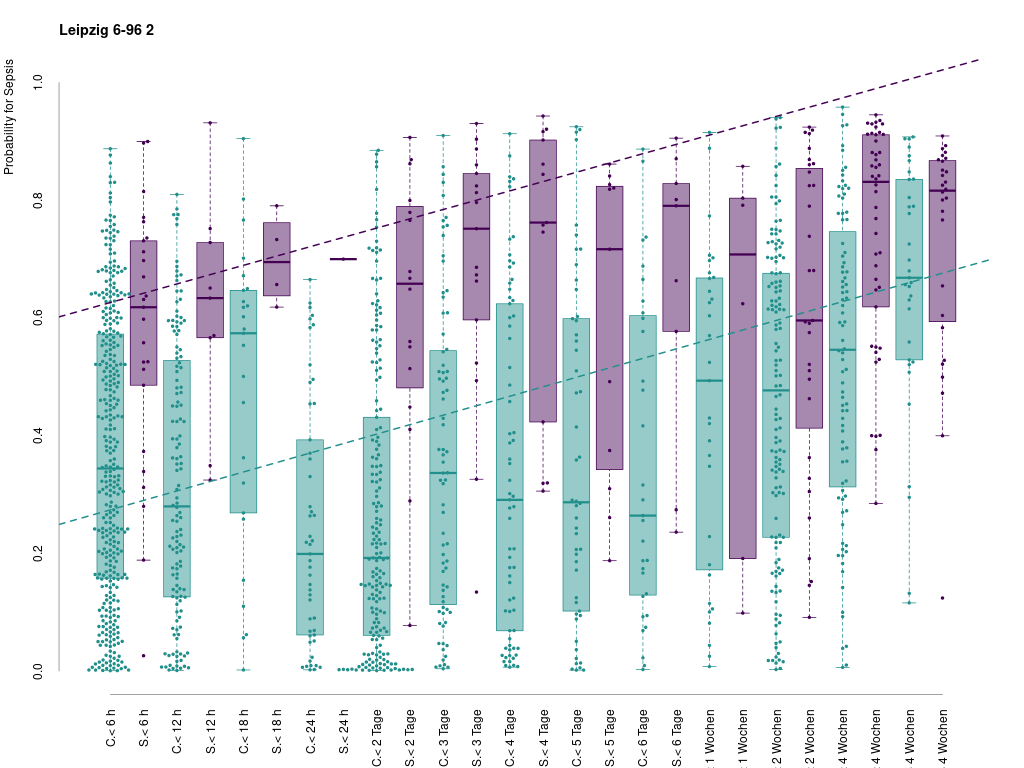 Leipzig 6-96 2
Probability for Sepsis
1.0
0.8
0.6
0.4
0.2
0.0
C.< 6 h
S.< 6 h
C.< 12 h
S.< 12 h
C.< 18 h
S.< 18 h
C.< 24 h
S.< 24 h
C.< 2 Tage
S.< 2 Tage
C.< 3 Tage
S.< 3 Tage
C.< 4 Tage
S.< 4 Tage
C.< 5 Tage
S.< 5 Tage
C.< 6 Tage
S.< 6 Tage
1 Wochen
1 Wochen
2 Wochen
2 Wochen
4 Wochen
4 Wochen
4 Wochen
4 Wochen